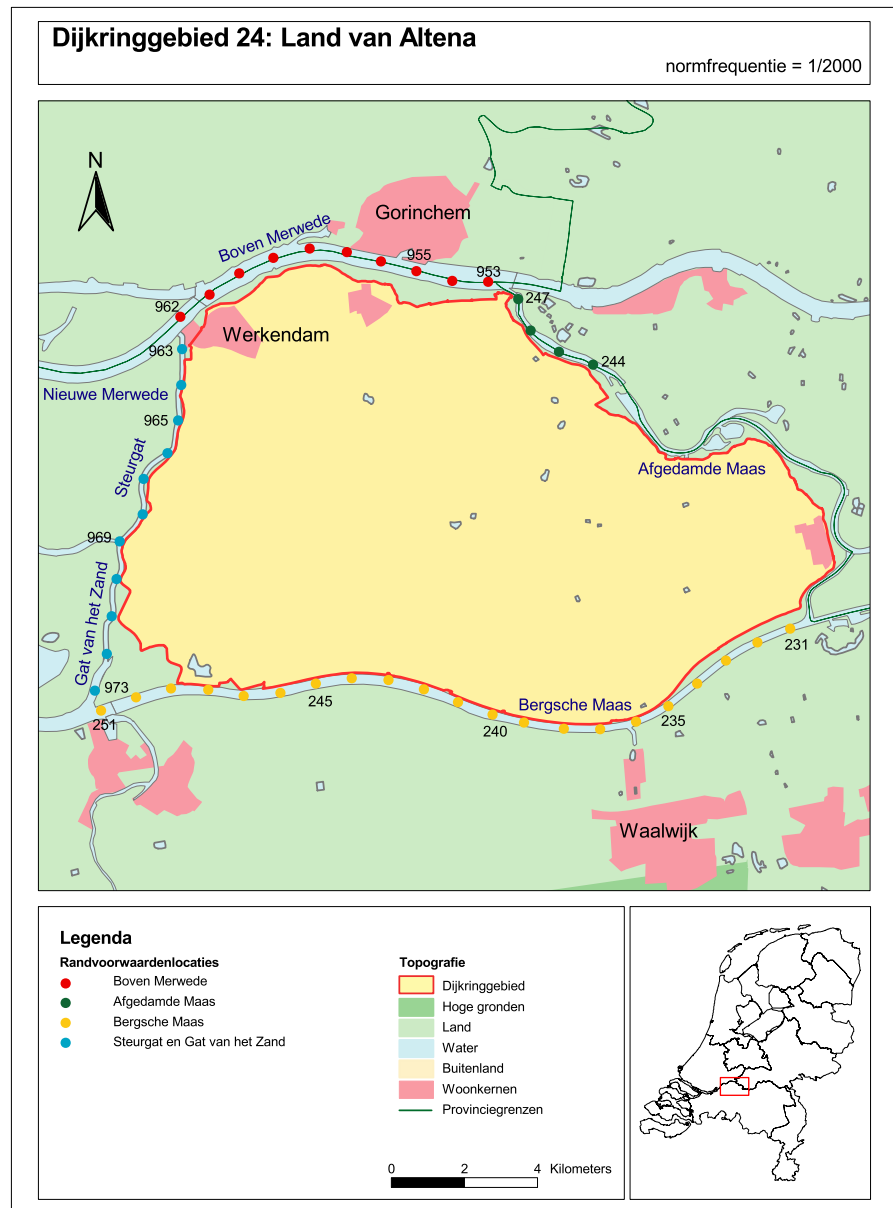 Dijkringgebied 24: Land van Altena
normfrequentie = 1/2000
N
Gorinchem
Boven Merwede
955
953
962
247
Werkendam
963
244
Nieuwe Merwede
965
Steurgat
Afgedamde Maas
969
Gat van het Zand
231
973
245
Bergsche Maas
251
240
235
Waalwijk
Legenda
Randvoorwaardenlocaties
Boven Merwede
Afgedamde Maas
Bergsche Maas
Steurgat en Gat van het Zand
Topografie
Dijkringgebied
Hoge gronden
Land
Water
Buitenland
Woonkernen
Provinciegrenzen
0 2 4 Kilometers